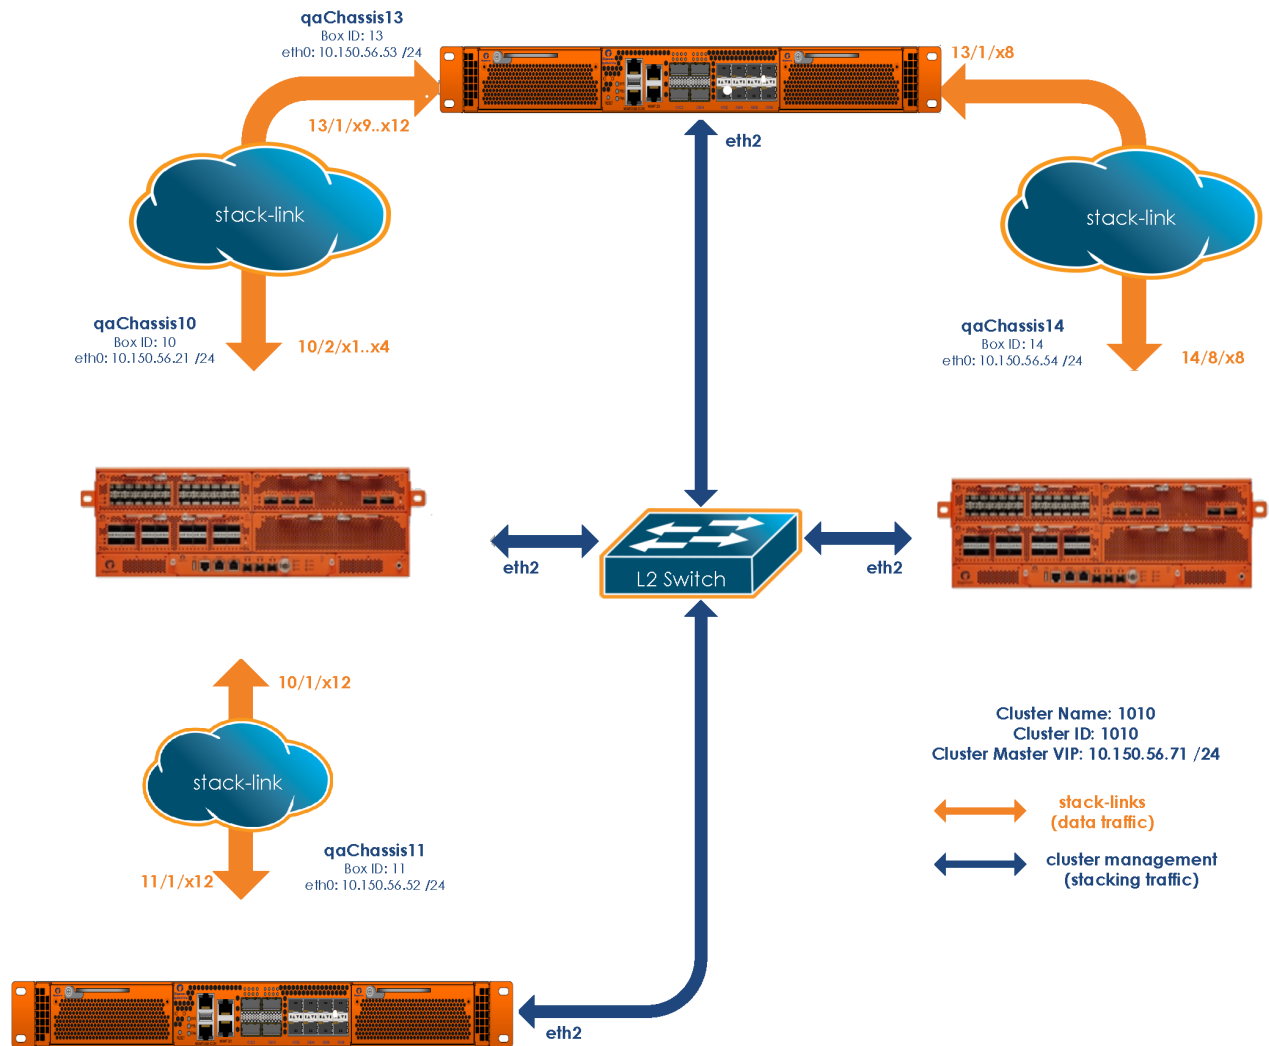 qaChassis13
Box ID: 13
eth0: 10.150.56.53 /24
13/1/x8
13/1/x9..x12
eth2
stack-link
stack-link
qaChassis10
Box ID: 10
eth0: 10.150.56.21 /24
10/2/x1..x4
qaChassis14
Box ID: 14
eth0: 10.150.56.54 /24
14/8/x8
eth2
L2 Switch
eth2
10/1/x12
stack-link
Cluster Name: 1010
Cluster ID: 1010
Cluster Master VIP: 10.150.56.71 /24
stack-links
(data traffic)
cluster management
(stacking traffic)
qaChassis11
Box ID: 11
eth0: 10.150.56.52 /24
11/1/x12
eth2